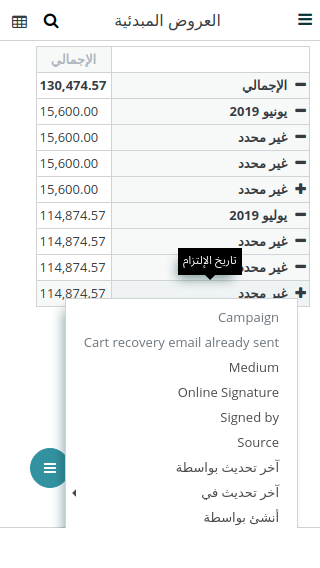 العروض المبدئية
الإجمالي
الإجمالي 130,474.57
يونيو 2019 15,600.00
غير محدد 15,600.00
غير محدد 15,600.00
غير محدد 15,600.00
يوليو 2019 114,874.57
غير محدد 114,874.57
تاريخ الإلتزام
غير محدد 114,874.57
غير محدد 114,874.57
Campaign
Cart recovery email already sent
Medium
Online Signature
Signed by
Source
آخر تحديث بواسطة
آخر تحديث في
أنشئ بواسطة